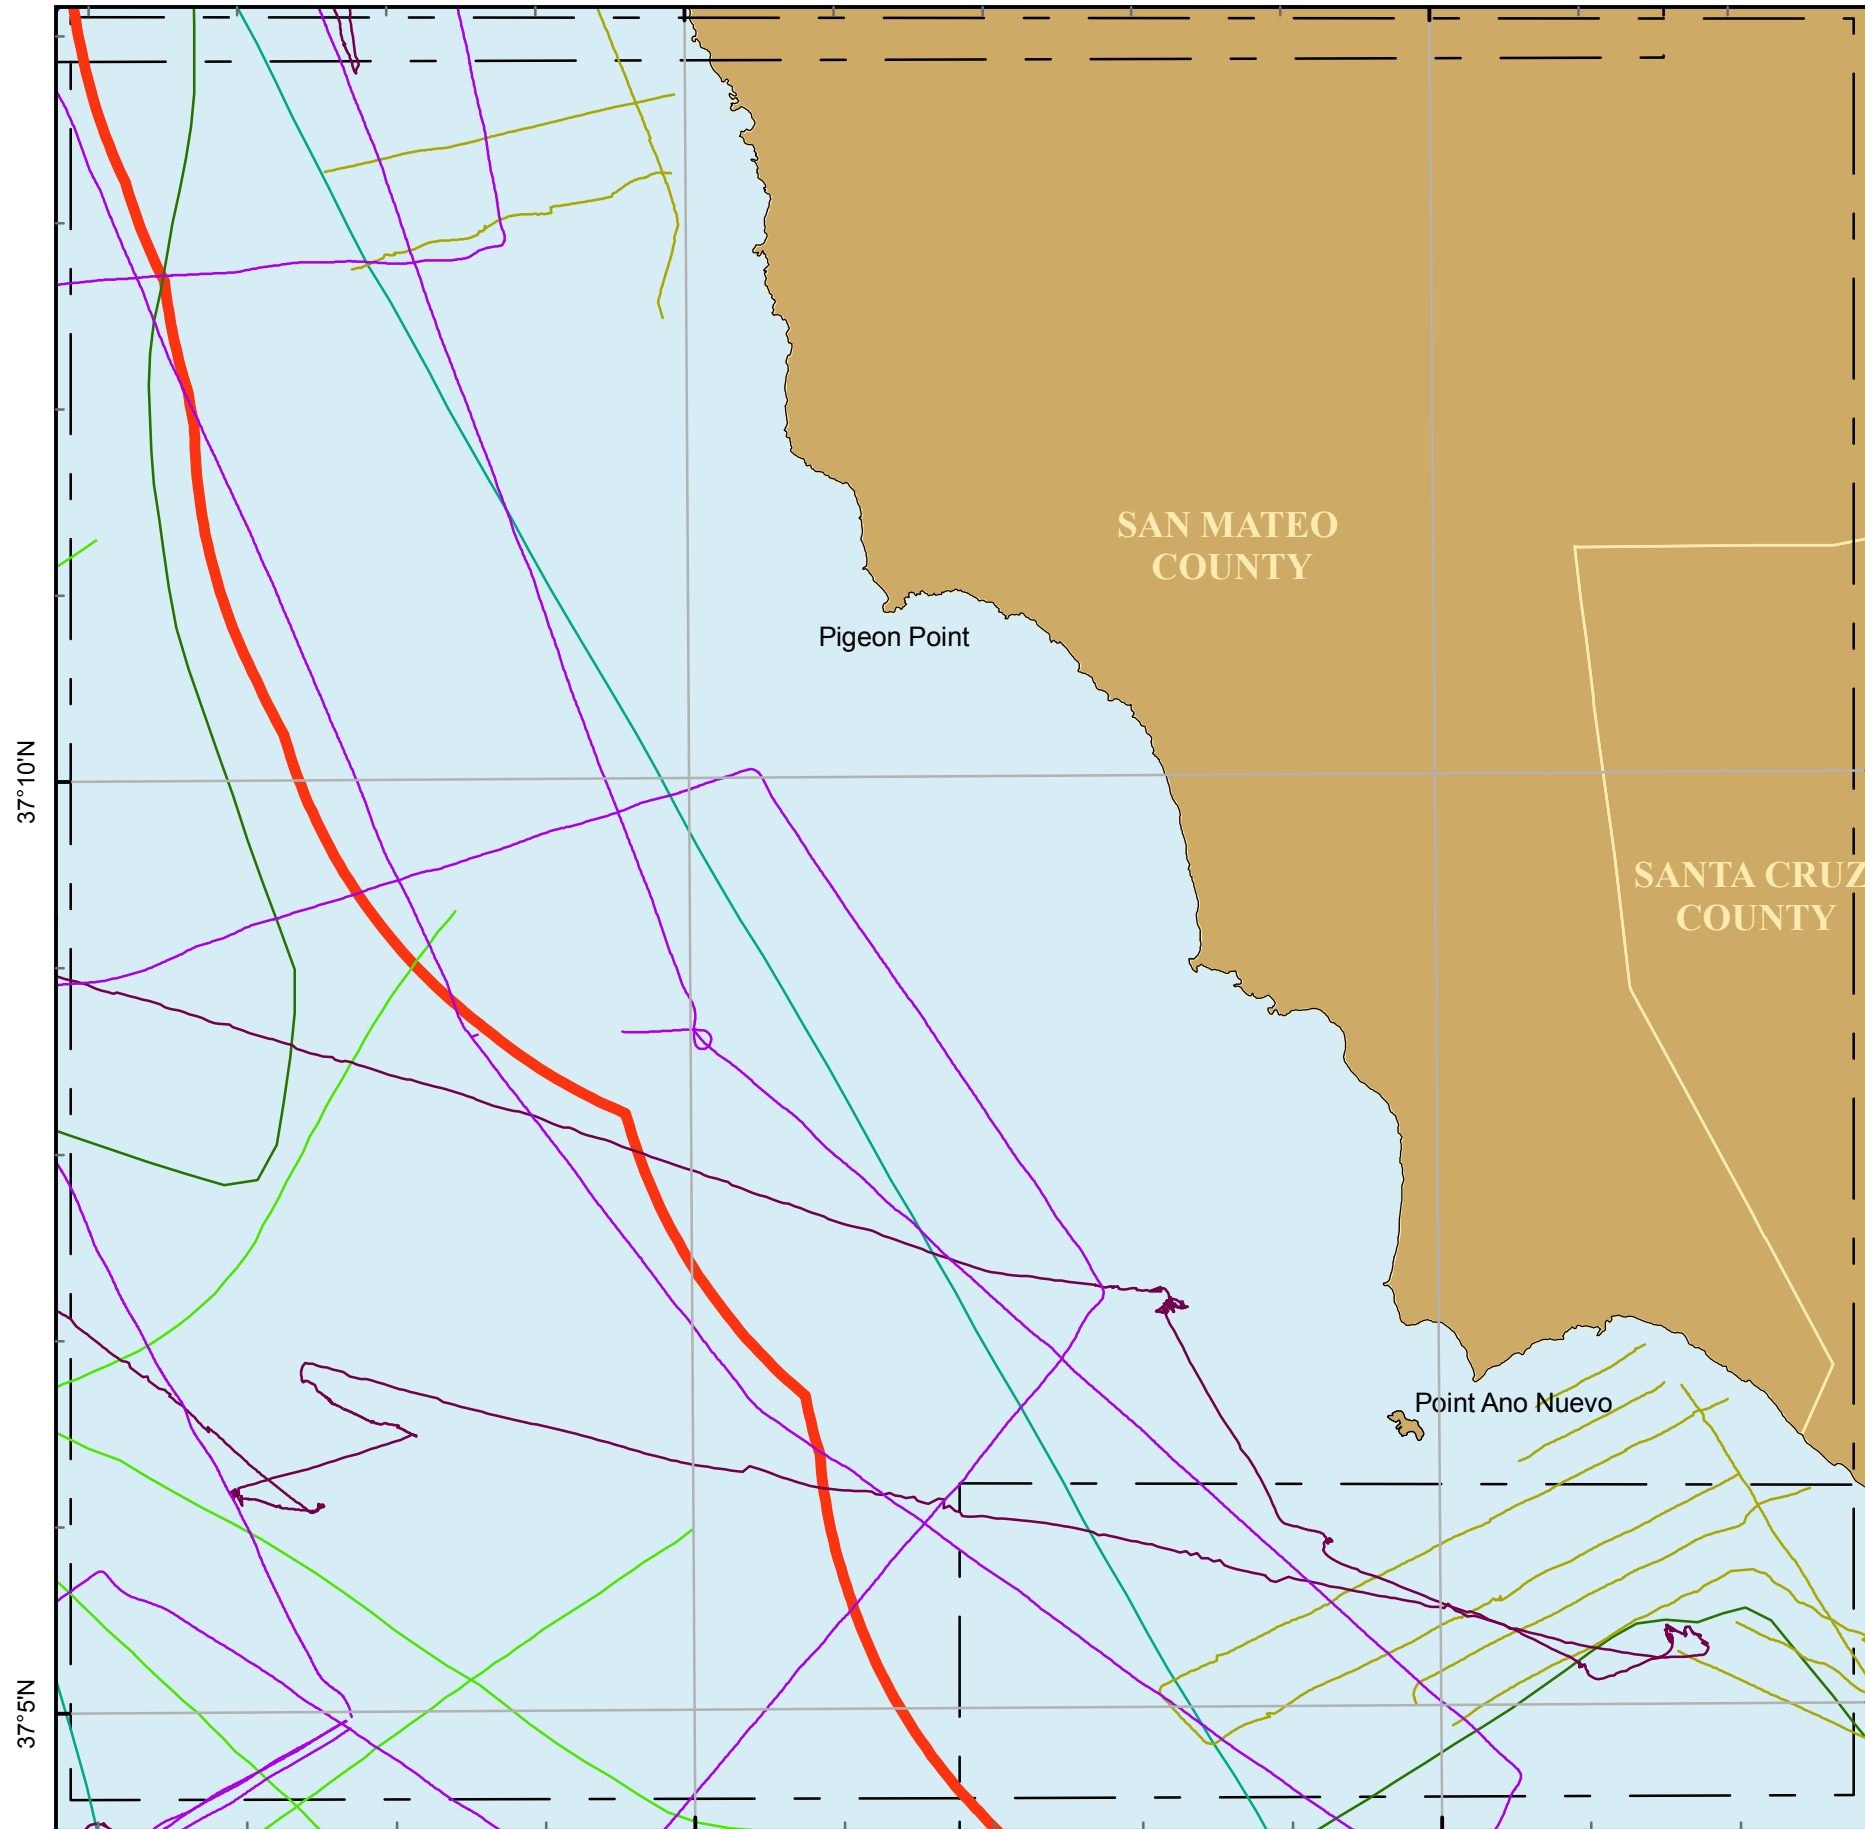 SAN MATEO
COUNTY
Pigeon Point
37°10'N
SANTA CRUZ
COUNTY
Point Ano Nuevo
37°5'N